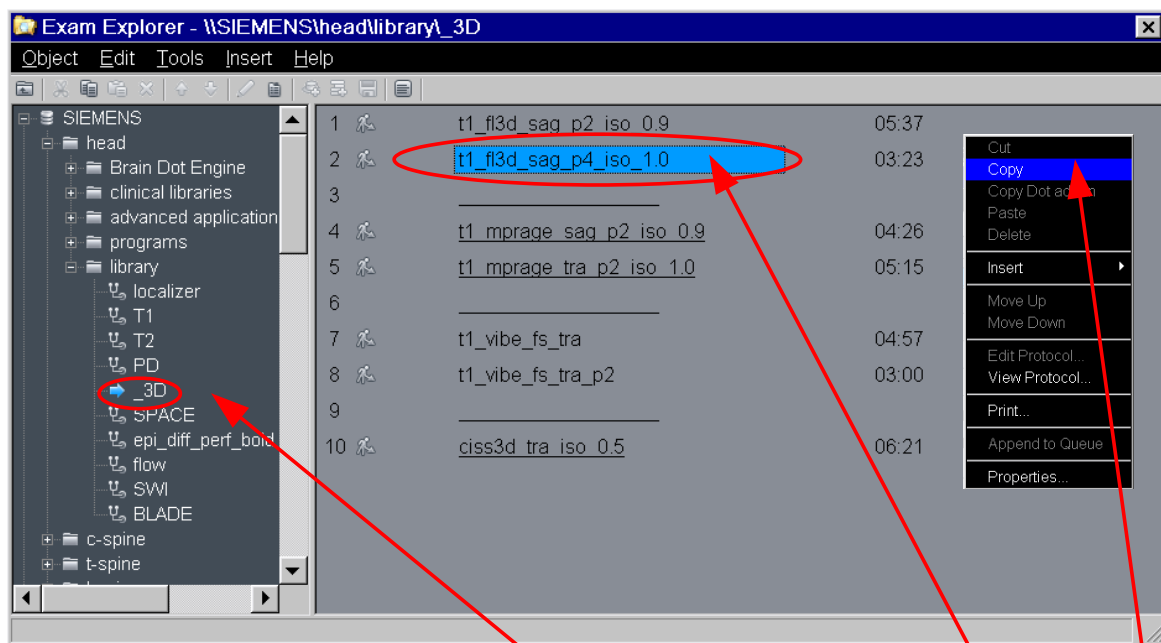 Exam Explorer - \\SIEMENS\head\library\_3D
Object Edit Tools Insert Help
SIEMENS
head
Brain Dot Engine
clinical libraries
advanced application
programs
library
localizer
T1
T2
PD
_3D
SPACE
epi_diff_perf_bold
flow
SWI
BLADE
c-spine
t-spine
1 t1_fl3d_sag_p2_iso_0.9 05:37
2 t1_fl3d_sag_p4_iso_1.0 03:23
3
4 t1_mprage_sag_p2_iso_0.9 04:26
5 t1_mprage_tra_p2_iso_1.0 05:15
6
7 t1_vibe_fs_tra 04:57
8 t1_vibe_fs_tra_p2 03:00
9
10 ciss3d_tra_iso_0.5 06:21
Cut
Copy
Copy Dot
Paste
Delete
Insert
Move Up
Move Down
Edit Protocol...
View Protocol...
Print...
Append to Queue
Properties...